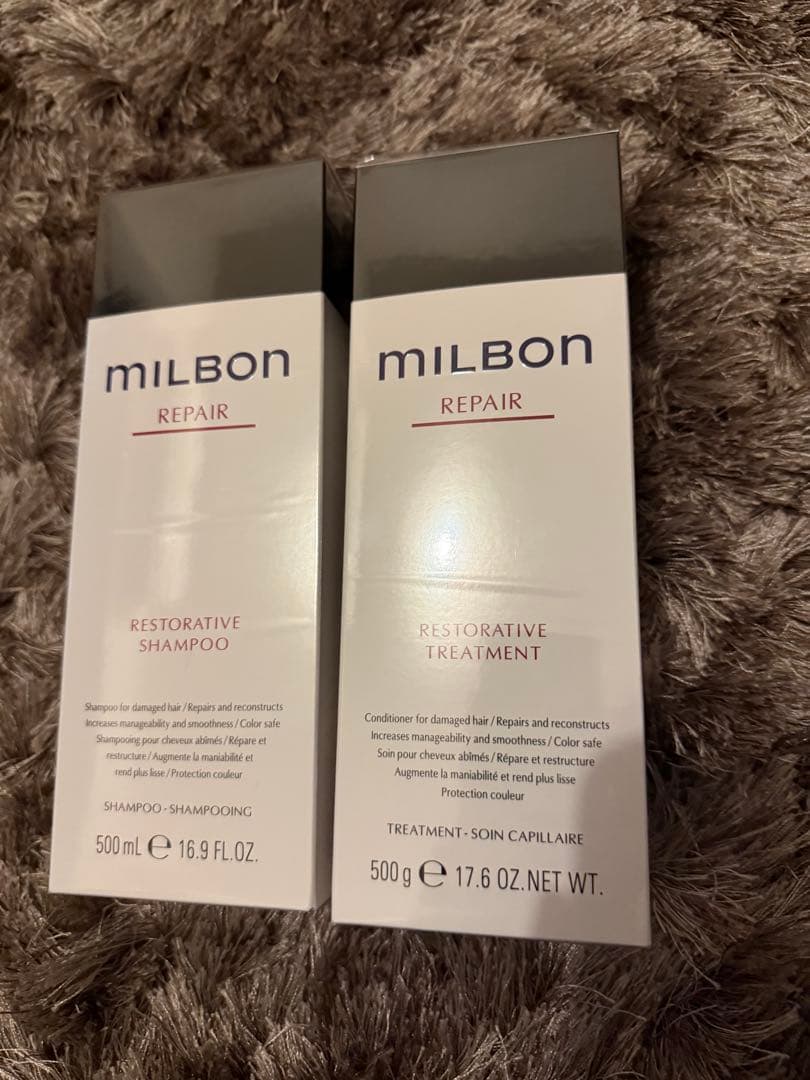 MILBON
REPAIR
RESTORATIVE
SHAMPOO
Shampoo for damaged hair / Repairs and reconstructs
Increases manageability and smoothness / Color safe
Shampooing pour cheveux abîmés / Répare et
restructure / Augmente la maniabilité et
rend plus lisse / Protection couleur
SHAMPOO - SHAMPOOING
500 mL ℮ 16.9 FL.OZ.
MILBON
REPAIR
RESTORATIVE
TREATMENT
Conditioner for damaged hair / Repairs and reconstructs
Increases manageability and smoothness / Color safe
Soin pour cheveux abîmés / Répare et restructure
Augmente la maniabilité et rend plus lisse
Protection couleur
TREATMENT - SOIN CAPILLAIRE
500 g ℮ 17.6 OZ.NET WT.